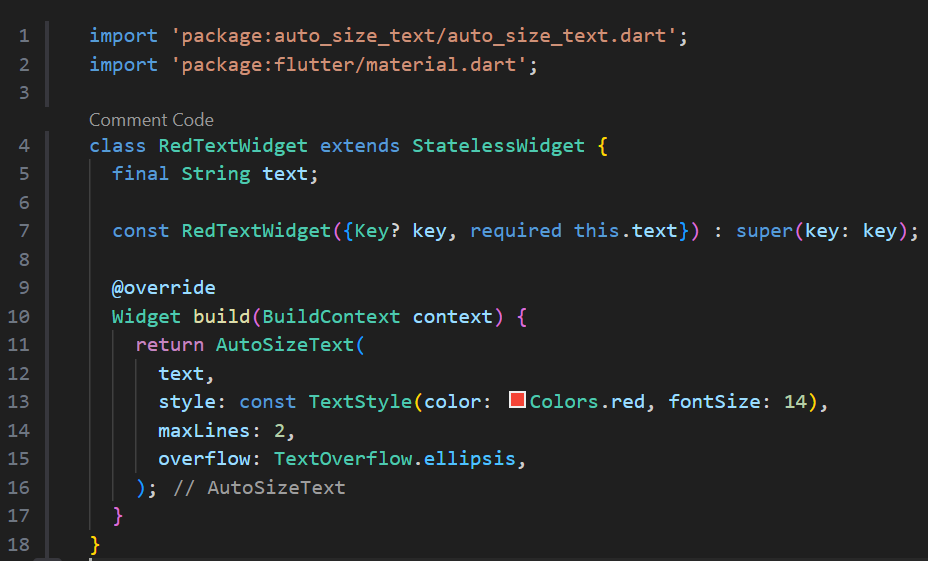 1 import 'package:auto_size_text/auto_size_text.dart';
2 import 'package:flutter/material.dart';
3
Comment Code
4 class RedTextWidget extends StatelessWidget {
5   final String text;
6
7   const RedTextWidget({Key? key, required this.text}) : super(key: key);
8
9   @override
10   Widget build(BuildContext context) {
11     return AutoSizeText(
12       text,
13       style: const TextStyle(color: Colors.red, fontSize: 14),
14       maxLines: 2,
15       overflow: TextOverflow.ellipsis,
16     ); // AutoSizeText
17   }
18 }